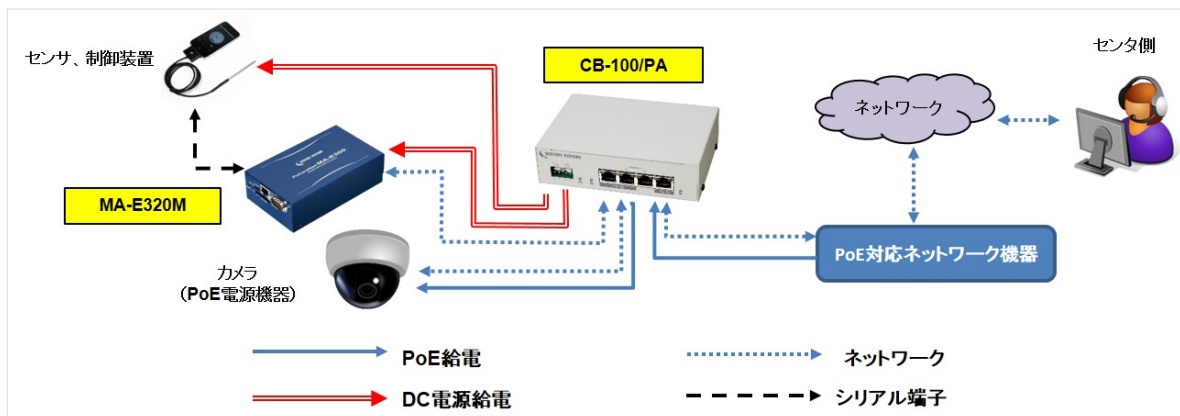 センサ、制御装置
CB-100/PA
センタ側
ネットワーク
MA-E320M
MA-E300
カメラ
(PoE電源機器)
PoE対応ネットワーク機器
PoE給電
ネットワーク
DC電源給電
シリアル端子